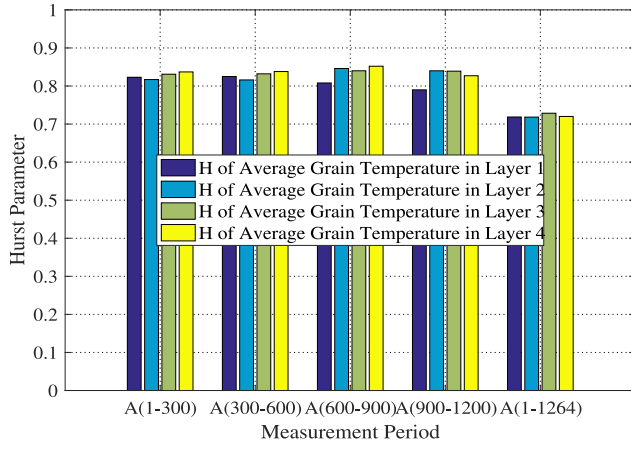 1
0.9
0.8
0.7
0.6
0.5
0.4
0.3
0.2
0.1
0
Hurst Parameter
H of Average Grain Temperature in Layer 1
H of Average Grain Temperature in Layer 2
H of Average Grain Temperature in Layer 3
H of Average Grain Temperature in Layer 4
A(1-300) A(300-600) A(600-900) A(900-1200) A(1-1264)
Measurement Period